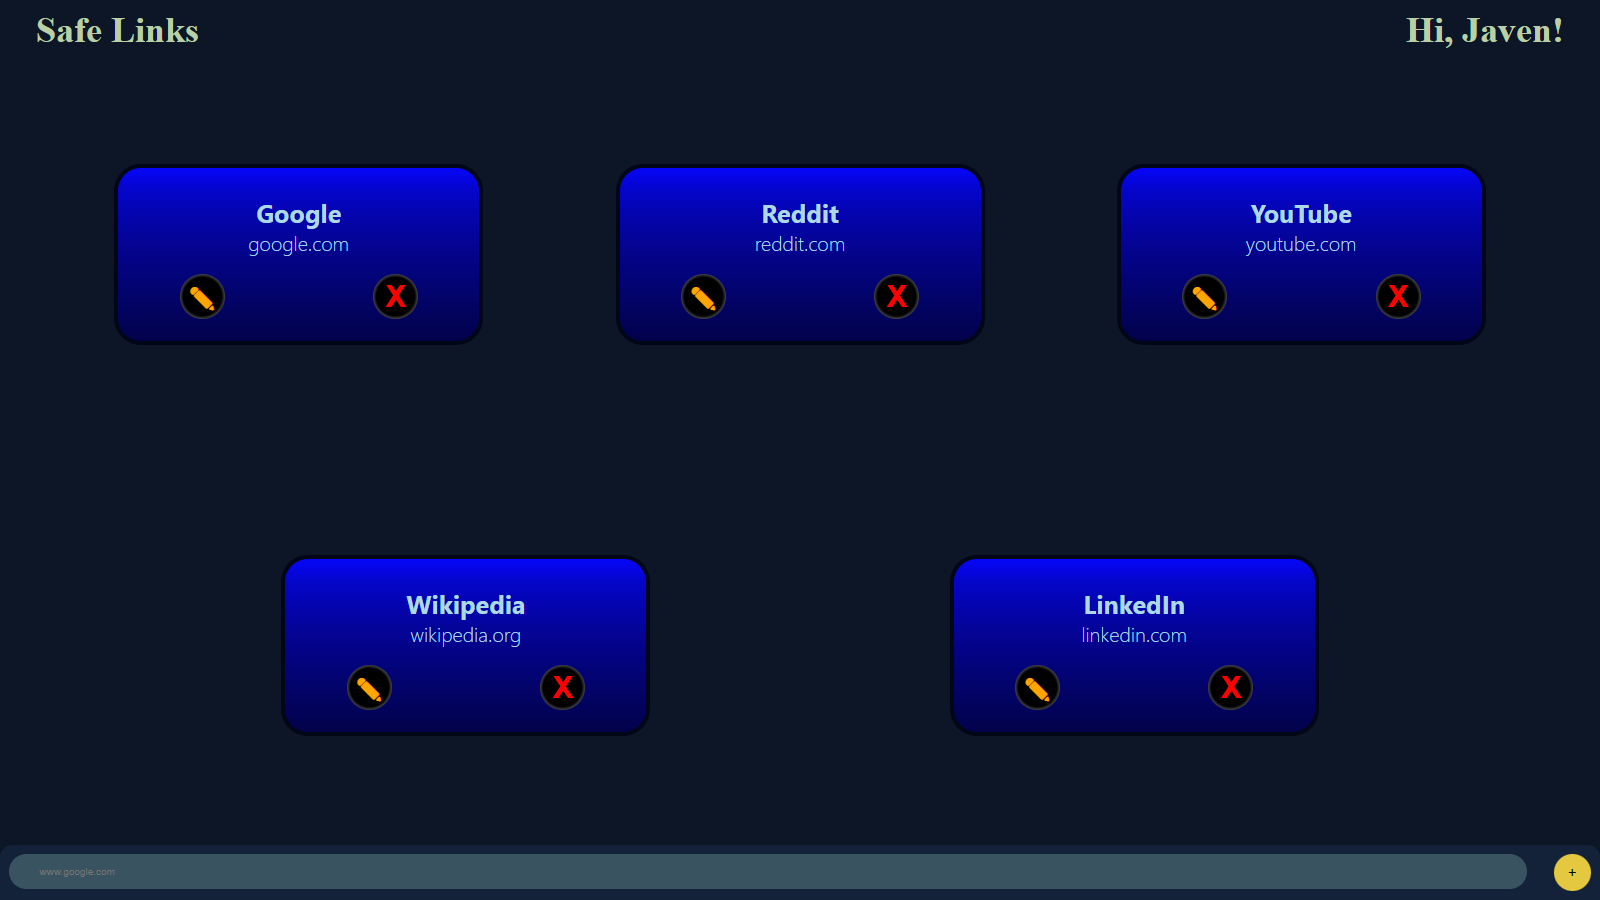 Safe Links
Hi, Javen!
Google
google.com
X
Reddit
reddit.com
X
YouTube
youtube.com
X
Wikipedia
wikipedia.org
X
LinkedIn
linkedin.com
X
www.google.com
+